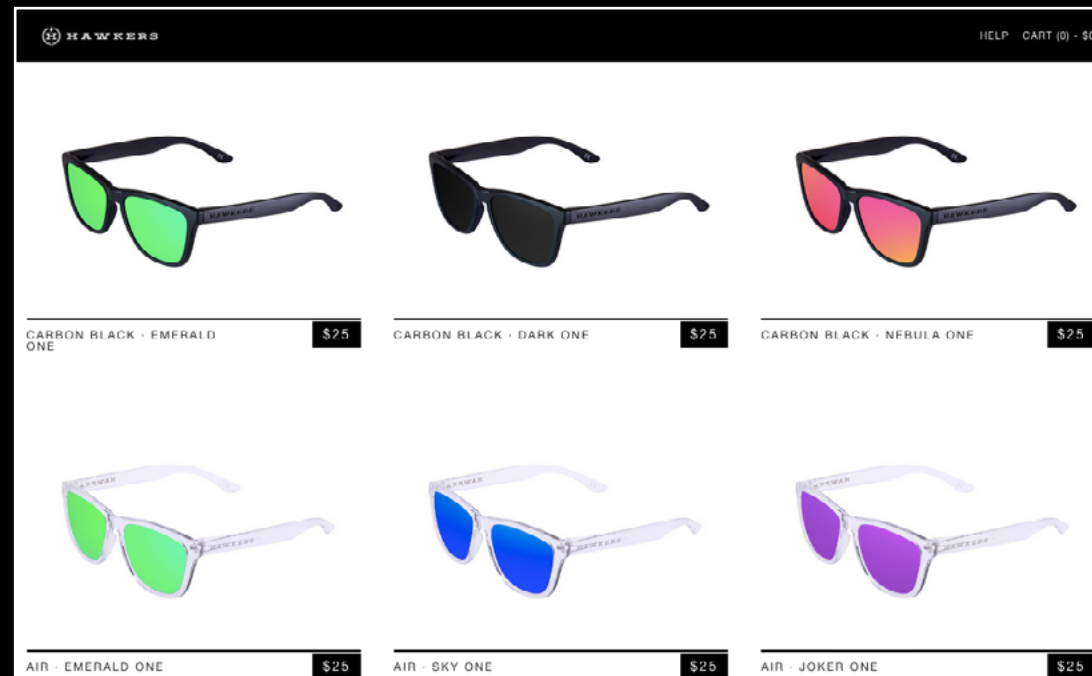 HAWKERS
HELP CART (0) - $0
HAWKERS
HAWKERS
HAWKERS
CARBON BLACK · EMERALD
ONE
$25
CARBON BLACK · DARK ONE
$25
CARBON BLACK · NEBULA ONE
$25
HAWKERS
HAWKERS
HAWKERS
AIR · EMERALD ONE
$25
AIR · SKY ONE
$25
AIR · JOKER ONE
$25